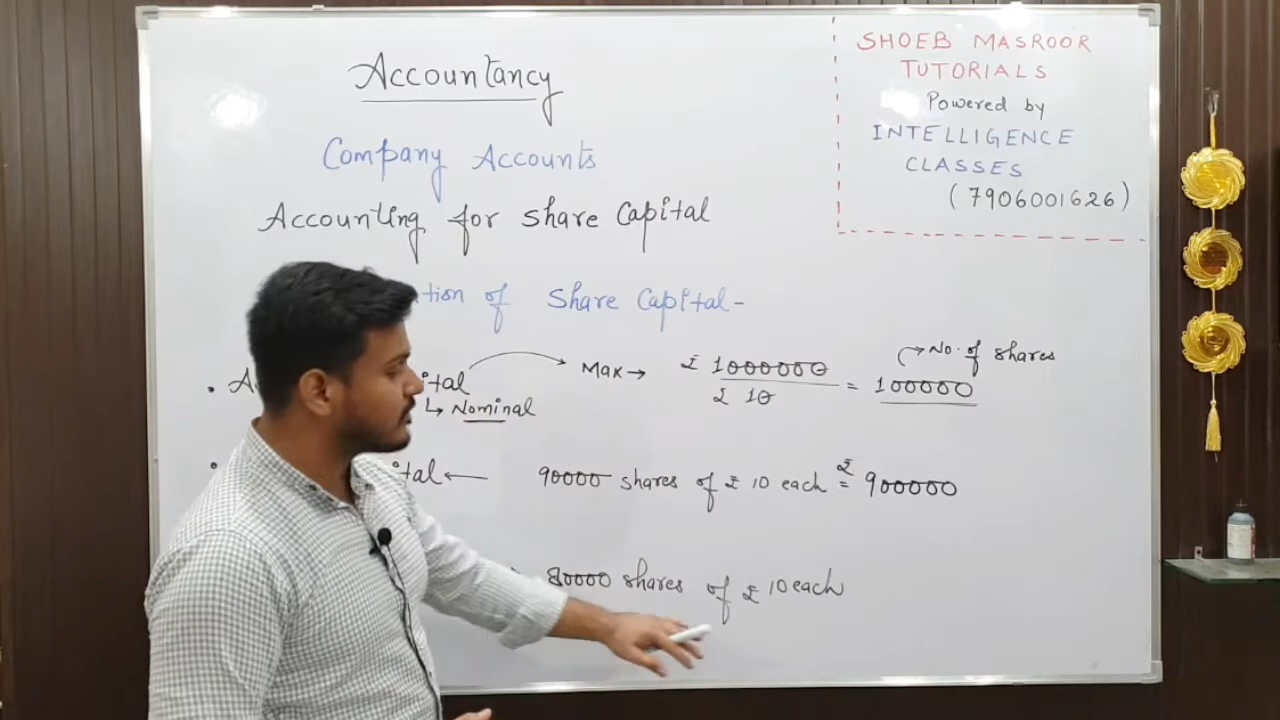 Accountancy
Company Accounts
Accounting for Share Capital
tion of Share Capital-
ital
Max →
₹ 1000000
₹ 10
= 100000
No. of shares
↳ Nominal
ital ← 90000 shares of ₹ 10 each = ₹ 900000
80000 shares of ₹ 10 each
SHOEB MASROOR
TUTORIALS
Powered by
INTELLIGENCE
CLASSES
(7906001626)